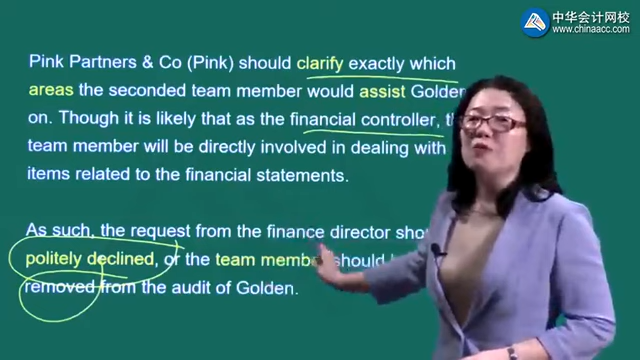 中华会计网校
www.chinaacc.com
Pink Partners & Co (Pink) should clarify exactly which
areas the seconded team member would assist Golden
on. Though it is likely that as the financial controller,
team member will be directly involved in dealing with
items related to the financial statements.
As such, the request from the finance director
politely declined, or the team should
removed from the audit of Golden.